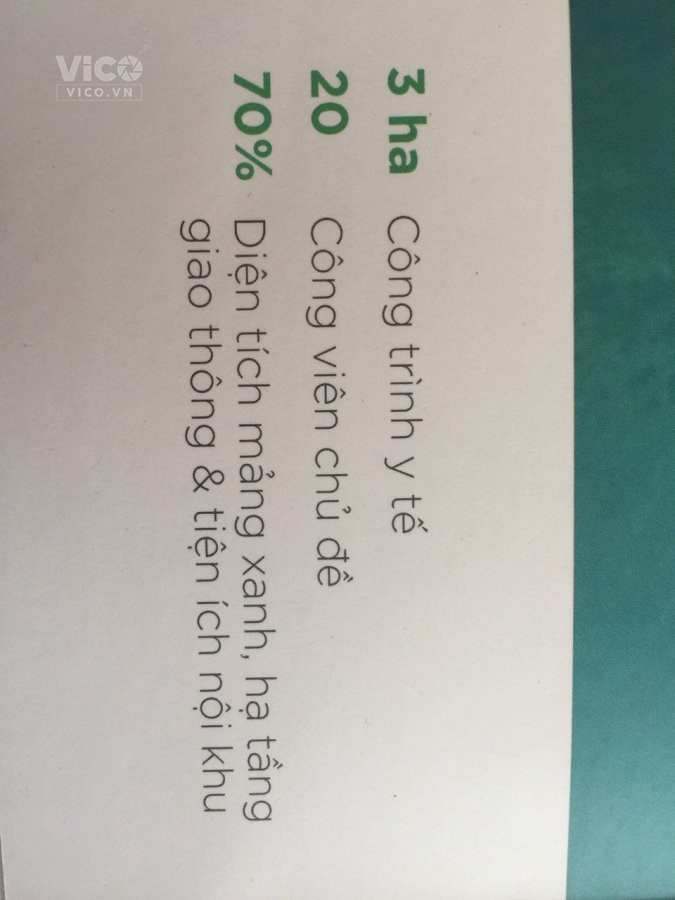 ViCO
VICO.VN
3 ha Công trình y tế
20 Công viên chủ đề
70% Diện tích mảng xanh, hạ tầng
giao thông & tiện ích nội khu